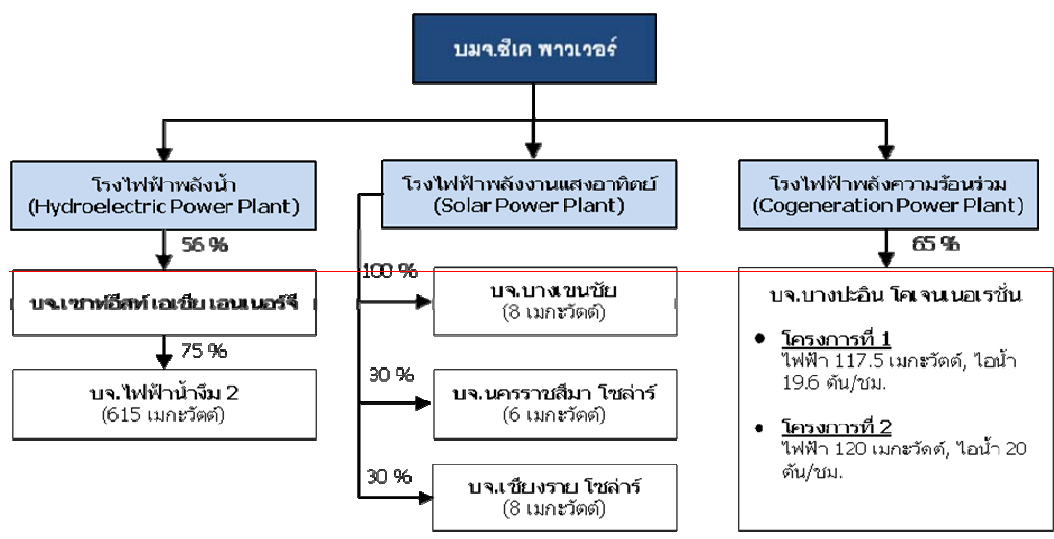 บมจ.ซีเค พาวเวอร์
โรงไฟฟ้าพลังน้ำ
(Hydroelectric Power Plant)
56 %
บจ.เซาท์อีสท์ เอเชีย เอนเนอร์จี
75 %
บจ.ไฟฟ้าน้ำงึม 2
(615 เมกะวัตต์)
โรงไฟฟ้าพลังงานแสงอาทิตย์
(Solar Power Plant)
100 %
บจ.บางเขนชัย
(8 เมกะวัตต์)
30 %
บจ.นครราชสีมา โซล่าร์
(6 เมกะวัตต์)
30 %
บจ.เชียงราย โซล่าร์
(8 เมกะวัตต์)
โรงไฟฟ้าพลังความร้อนร่วม
(Cogeneration Power Plant)
65 %
บจ.บางปะอิน โคเจนเนอเรชั่น
• โครงการที่ 1
ไฟฟ้า 117.5 เมกะวัตต์, ไอน้ำ
19.6 ตัน/ชม.
• โครงการที่ 2
ไฟฟ้า 120 เมกะวัตต์, ไอน้ำ 20
ตัน/ชม.